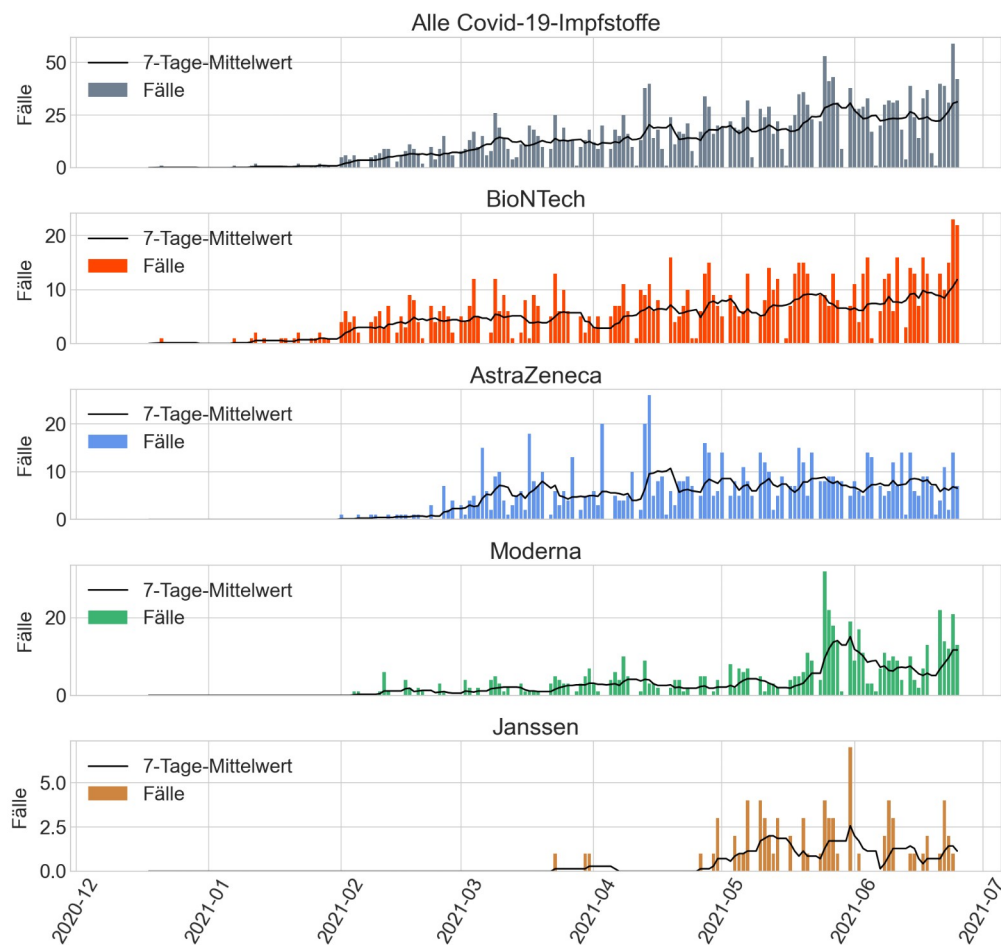 Alle Covid-19-Impfstoffe
Fälle
50
25
0
7-Tage-Mittelwert
Fälle
BioNTech
Fälle
20
10
0
7-Tage-Mittelwert
Fälle
AstraZeneca
Fälle
20
10
0
7-Tage-Mittelwert
Fälle
Moderna
Fälle
20
0
7-Tage-Mittelwert
Fälle
Janssen
Fälle
5.0
2.5
0.0
7-Tage-Mittelwert
Fälle
2020-12
2021-01
2021-02
2021-03
2021-04
2021-05
2021-06
2021-07